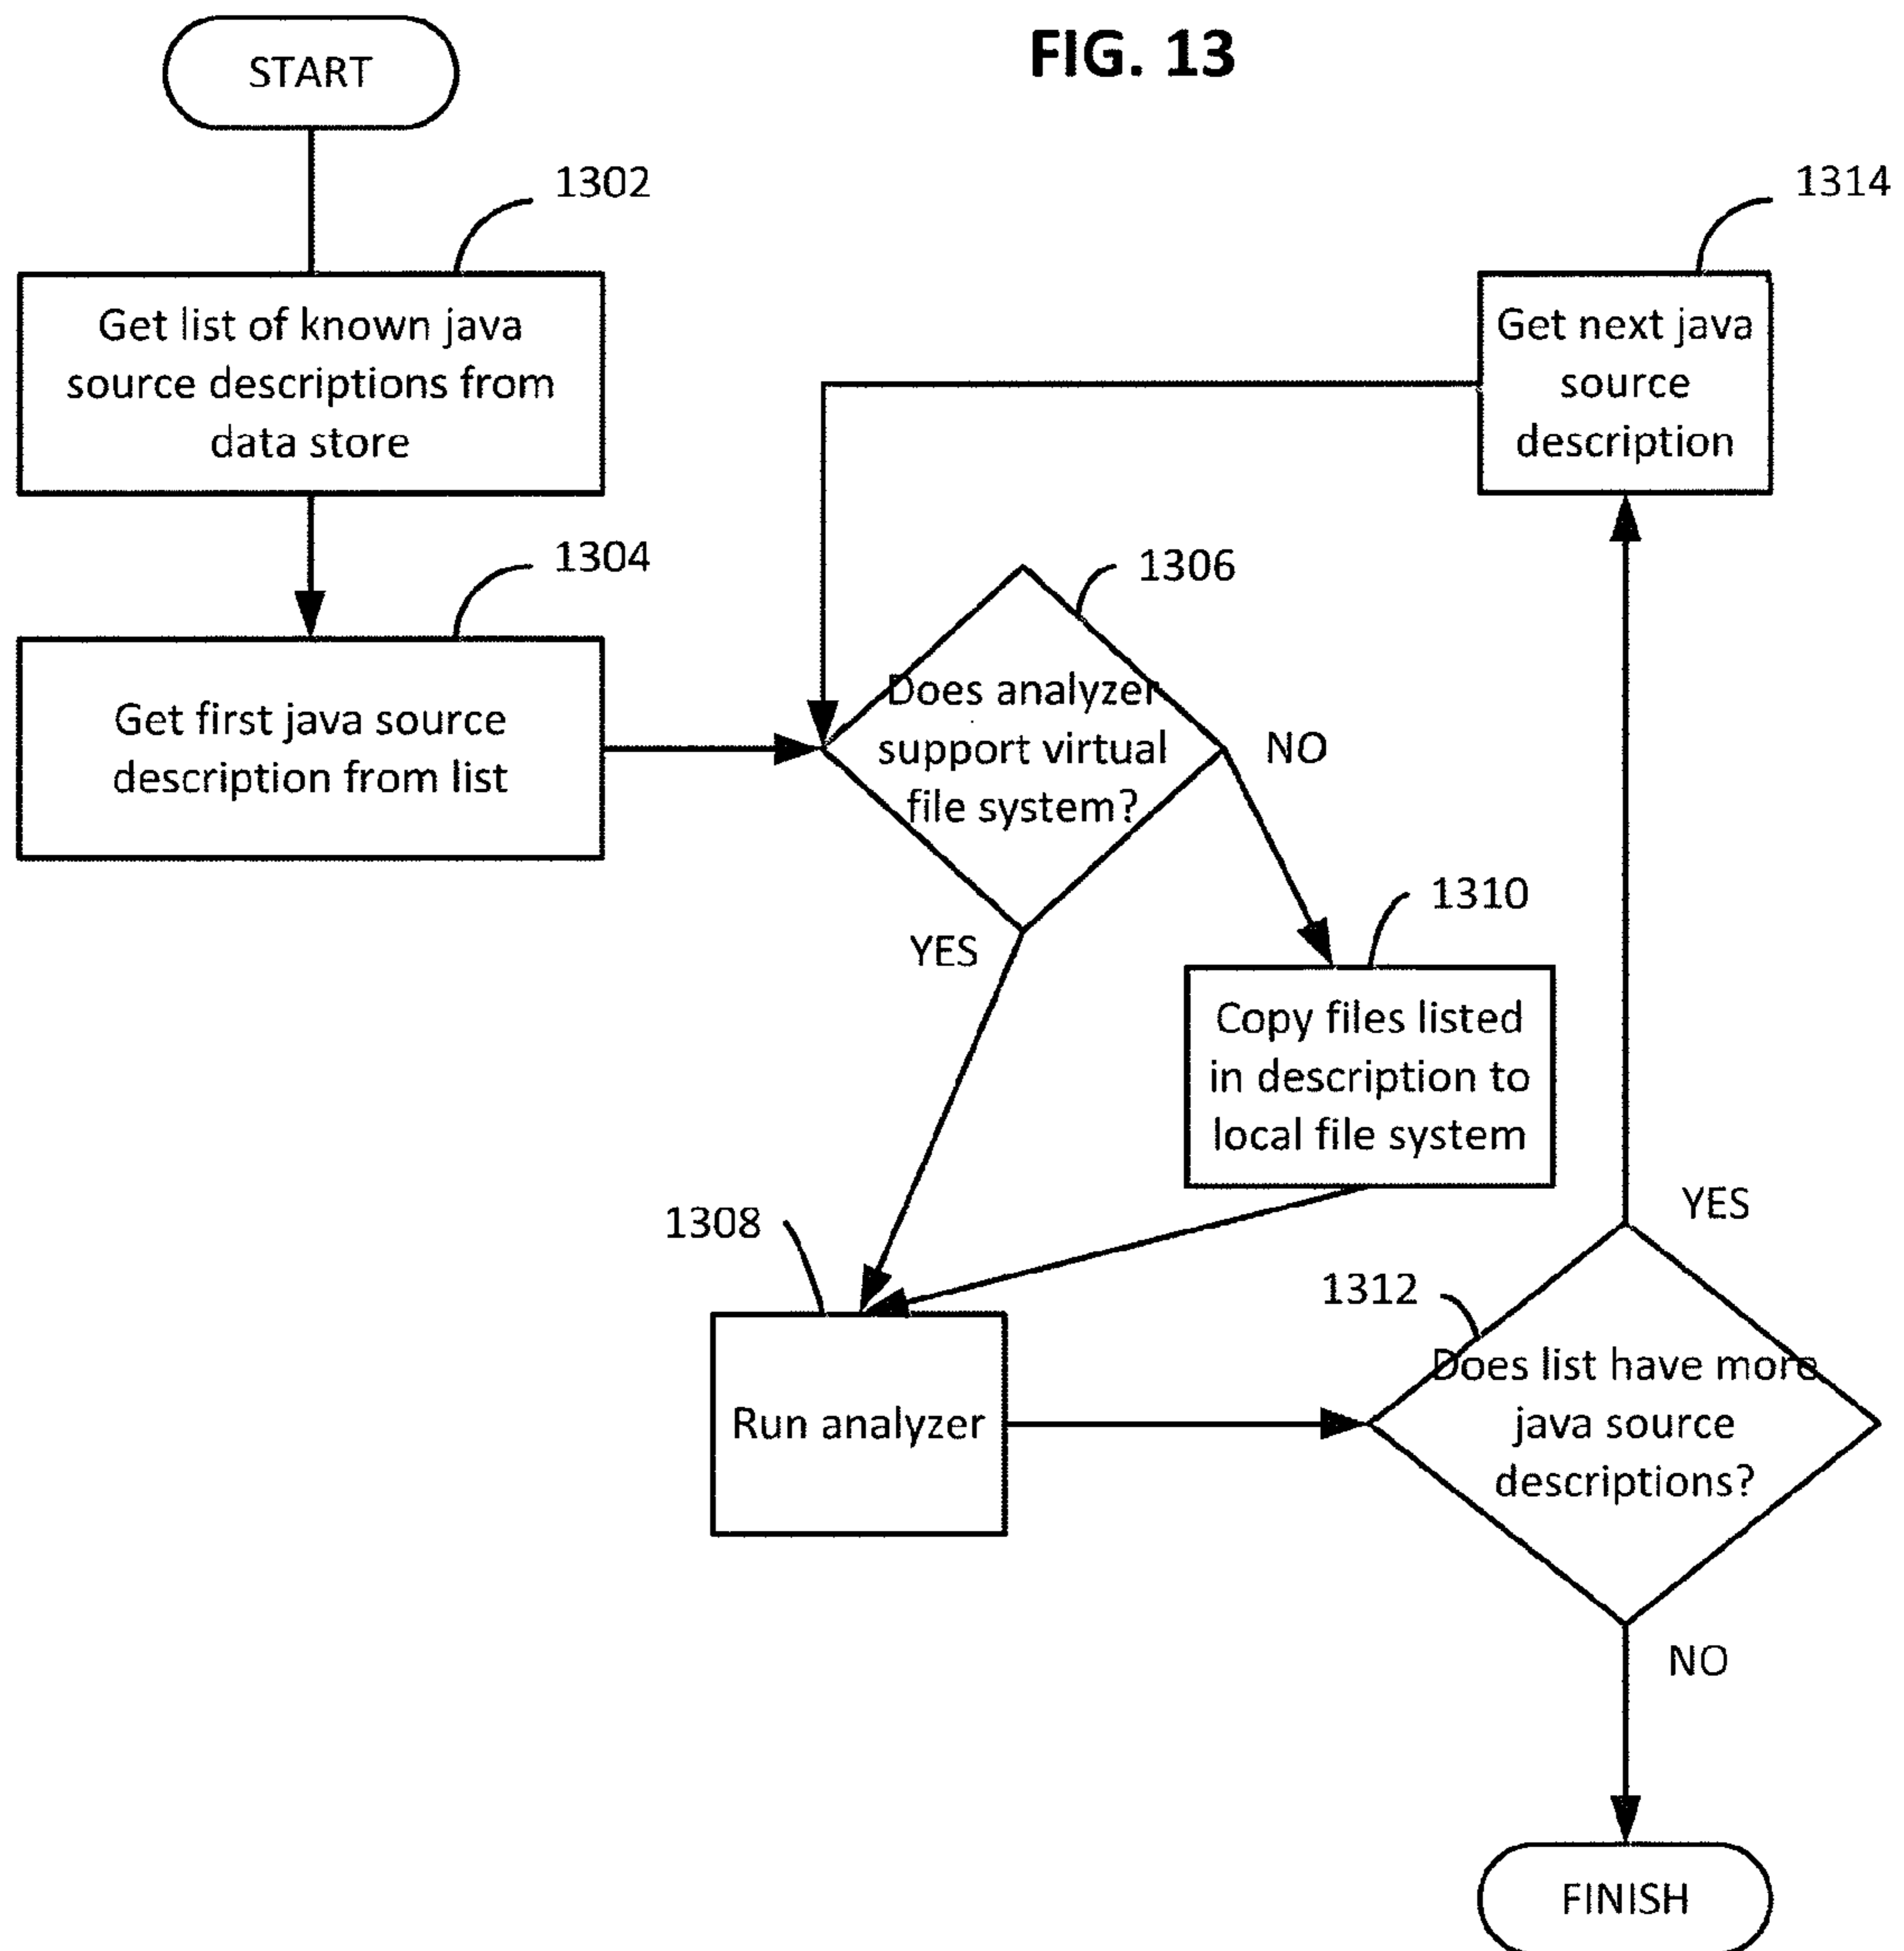 FIG. 13
START
1302
Get list of known java
source descriptions from
data store
1304
Get first java source
description from list
1306
Does analyzer
support virtual
file system?
NO
YES
1310
Copy files listed
in description to
local file system
1308
Run analyzer
1312
Does list have more
java source
descriptions?
YES
NO
1314
Get next java
source
description
FINISH